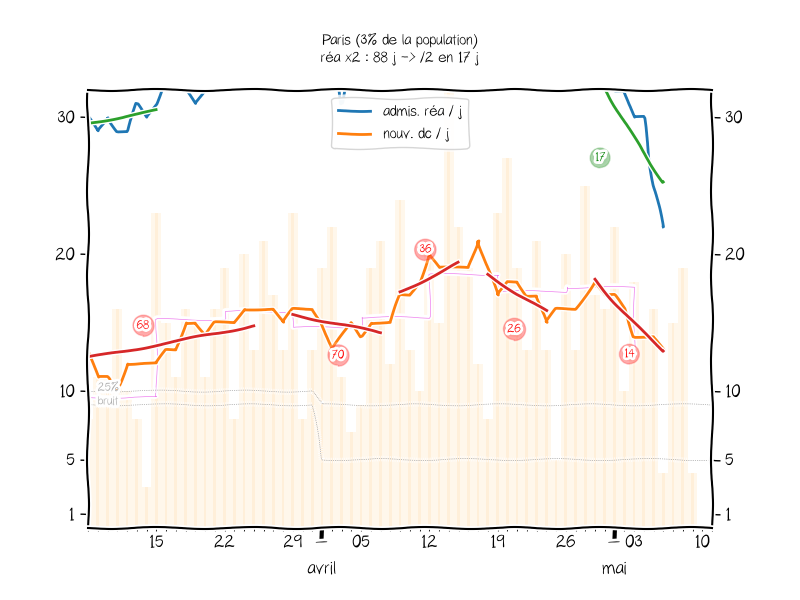 Paris (3% de la population)
réa x2 : 88 j -> /2 en 17 j
admis. réa / j
nouv. dc / j
30
30
17
20
20
36
68
26
70
14
25%
bruit
10
10
5
5
1
1
15 22 29 05 12 19 26 03 10
avril mai